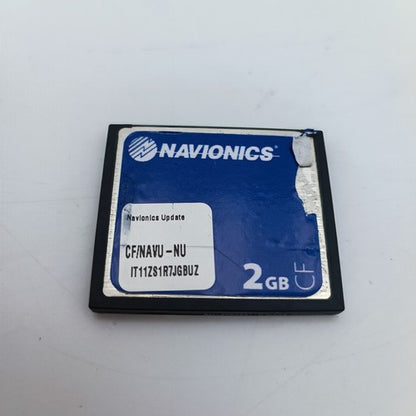 NAVIONICS®
Navionics Update
CF/NAVU-NU
IT11ZS1R7JGBUZ
2GB CF